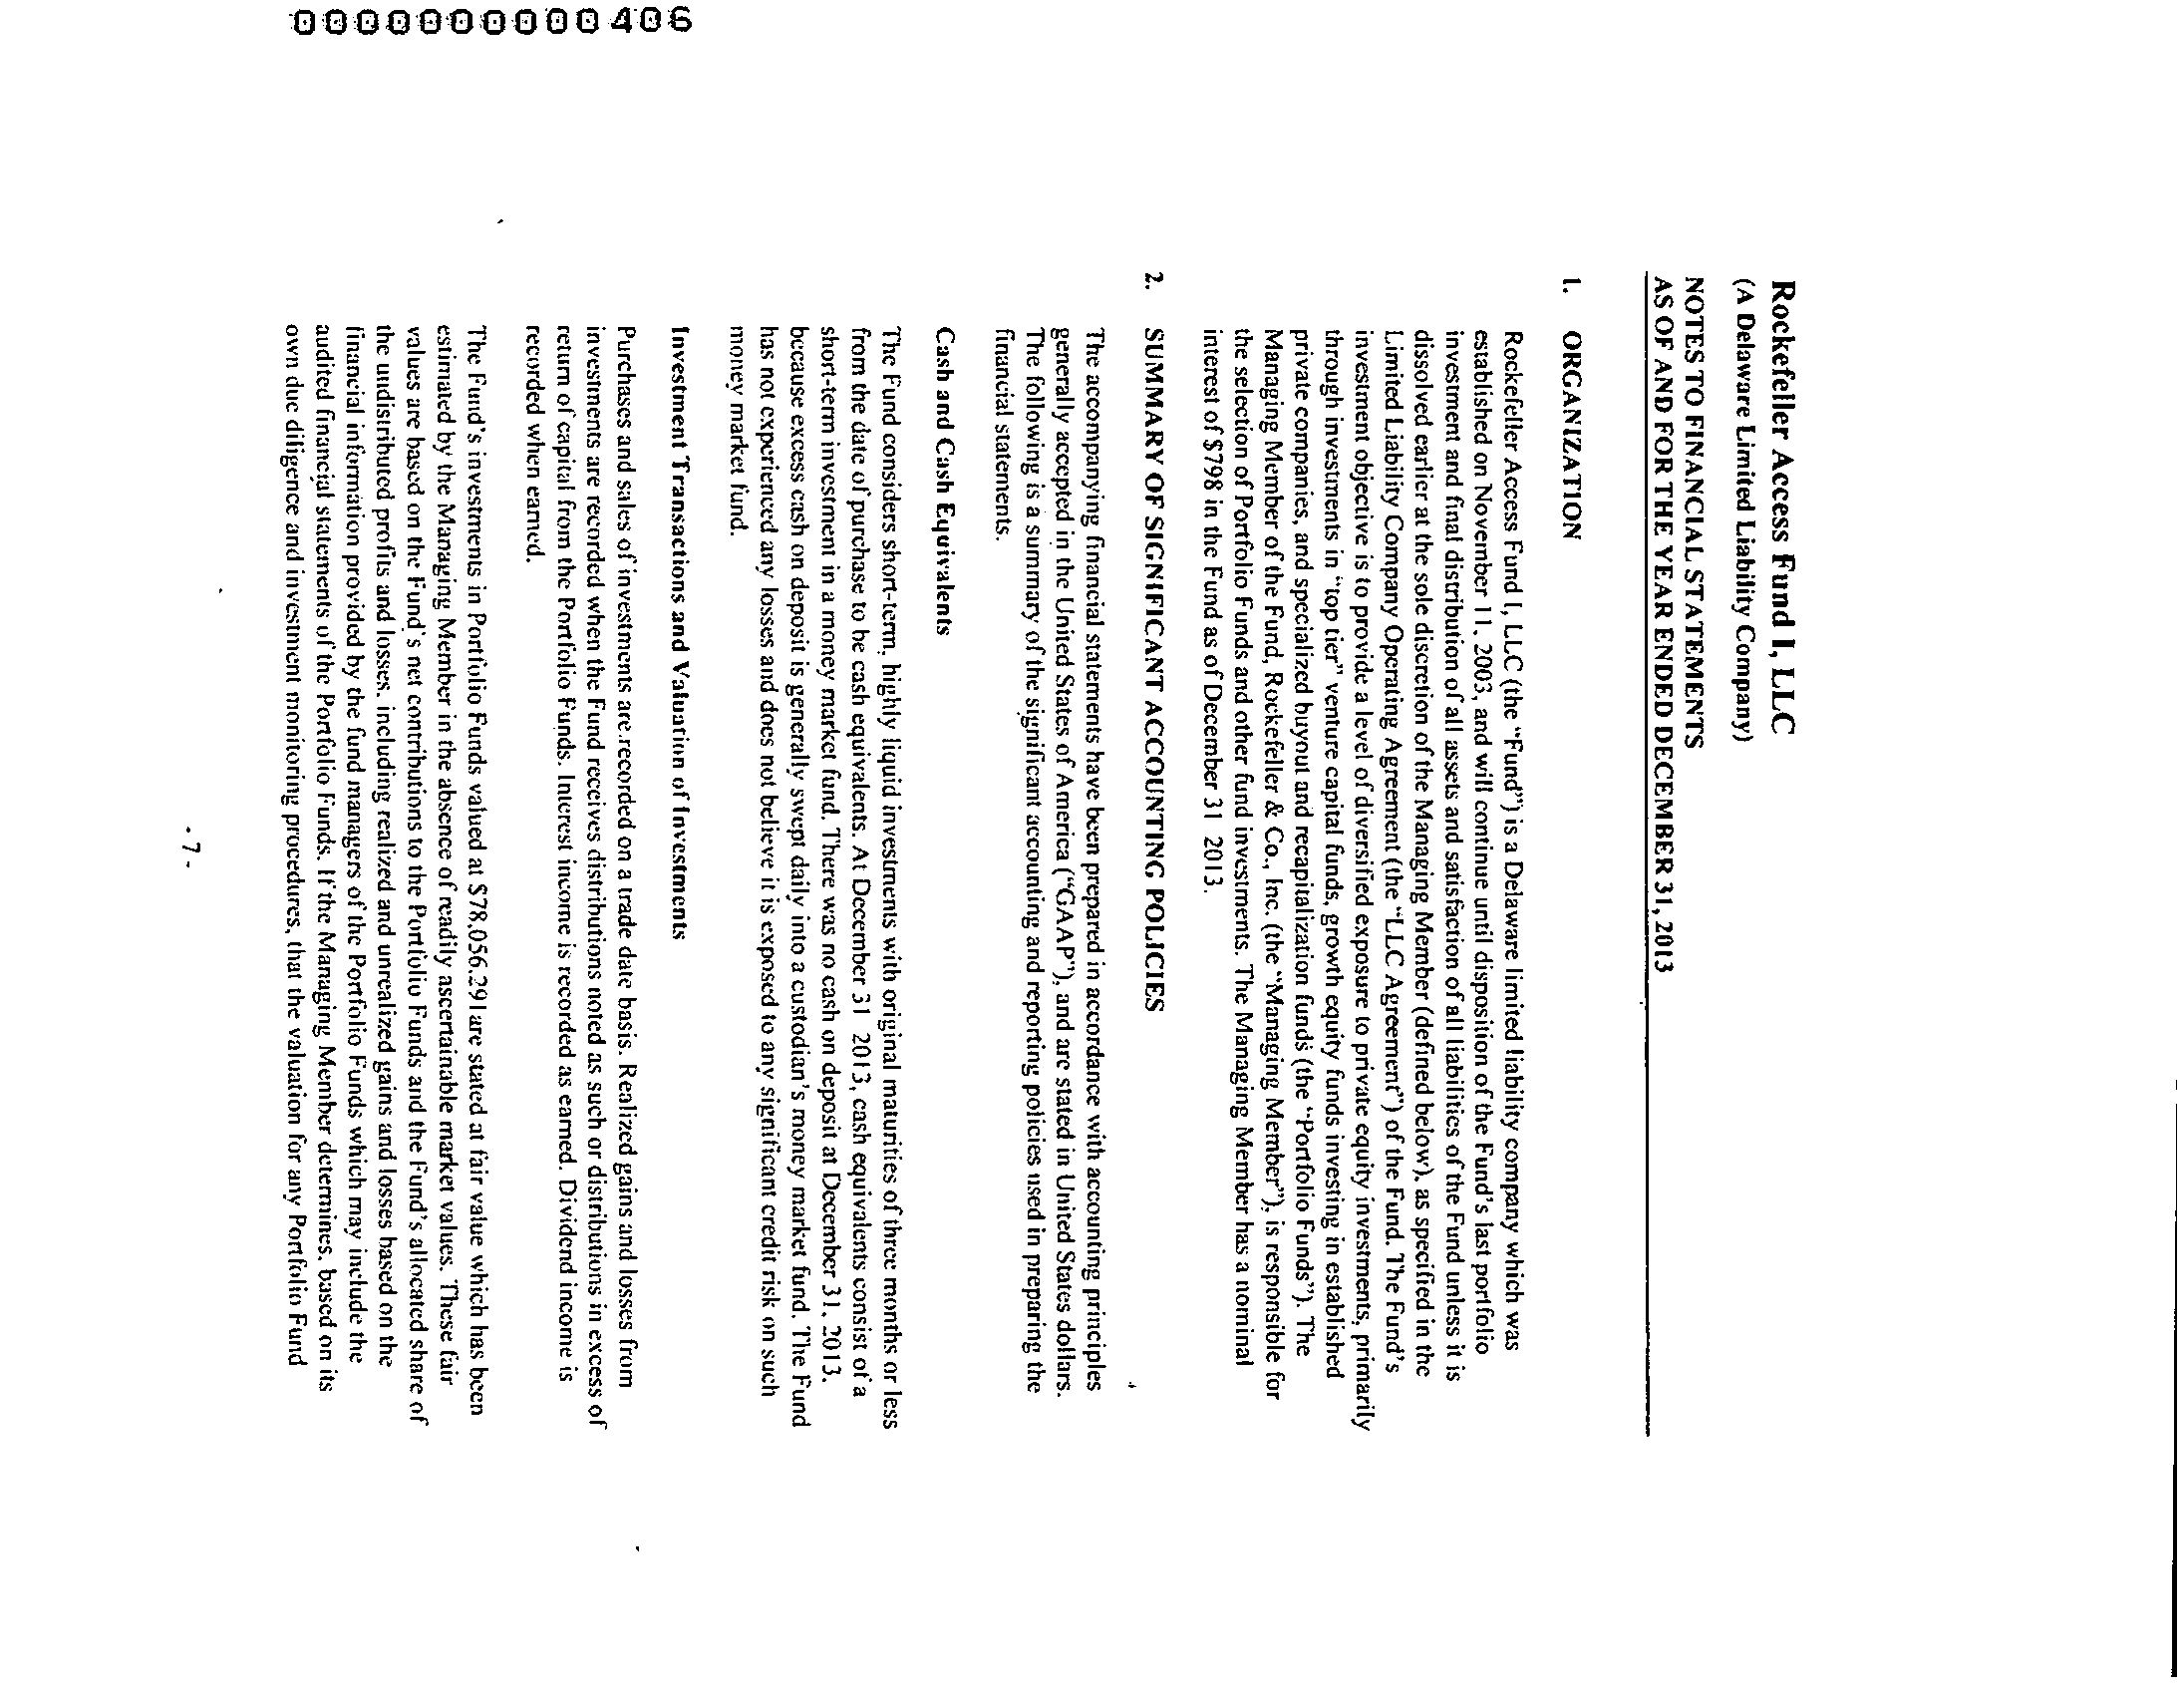 0000000000406
Rockefeller Access Fund I, LLC
(A Delaware Limited Liability Company)
NOTES TO FINANCIAL STATEMENTS
AS OF AND FOR THE YEAR ENDED DECEMBER 31, 2013
1. ORGANIZATION
Rockefeller Access Fund I, LLC (the “Fund”) is a Delaware limited liability company which was
established on November 11, 2003, and will continue until disposition of the Fund's last portfolio
investment and final distribution of all assets and satisfaction of all liabilities of the Fund unless it is
dissolved earlier at the sole discretion of the Managing Member (defined below), as specified in the
Limited Liability Company Operating Agreement (the “LLC Agreement”) of the Fund. The Fund's
investment objective is to provide a level of diversified exposure to private equity investments, primarily
through investments in “top tier” venture capital funds, growth equity funds investing in established
private companies, and specialized buyout and recapitalization funds (the “Portfolio Funds”). The
Managing Member of the Fund, Rockefeller & Co., Inc. (the “Managing Member”), is responsible for
the selection of Portfolio Funds and other fund investments. The Managing Member has a nominal
interest of $798 in the Fund as of December 31 2013.
2. SUMMARY OF SIGNIFICANT ACCOUNTING POLICIES
The accompanying financial statements have been prepared in accordance with accounting principles
generally accepted in the United States of America (“GAAP”), and are stated in United States dollars.
The following is a summary of the significant accounting and reporting policies used in preparing the
financial statements.
Cash and Cash Equivalents
The Fund considers short-term, highly liquid investments with original maturities of three months or less
from the date of purchase to be cash equivalents. At December 31 2013, cash equivalents consist of a
short-term investment in a money market fund. There was no cash on deposit at December 31, 2013.
because excess cash on deposit is generally swept daily into a custodian's money market fund. The Fund
has not experienced any losses and does not believe it is exposed to any significant credit risk on such
money market fund.
Investment Transactions and Valuation of Investments
Purchases and sales of investments are recorded on a trade date basis. Realized gains and losses from
investments are recorded when the Fund receives distributions noted as such or distributions in excess of
return of capital from the Portfolio Funds. Interest income is recorded as earned. Dividend income is
recorded when earned.
The Fund's investments in Portfolio Funds valued at $78,056,291 are stated at fair value which has been
estimated by the Managing Member in the absence of readily ascertainable market values. These fair
values are based on the Fund's net contributions to the Portfolio Funds and the Fund's allocated share of
the undistributed profits and losses, including realized and unrealized gains and losses based on the
financial information provided by the fund managers of the Portfolio Funds which may include the
audited financial statements of the Portfolio Funds. If the Managing Member determines, based on its
own due diligence and investment monitoring procedures, that the valuation for any Portfolio Fund
- 7 -